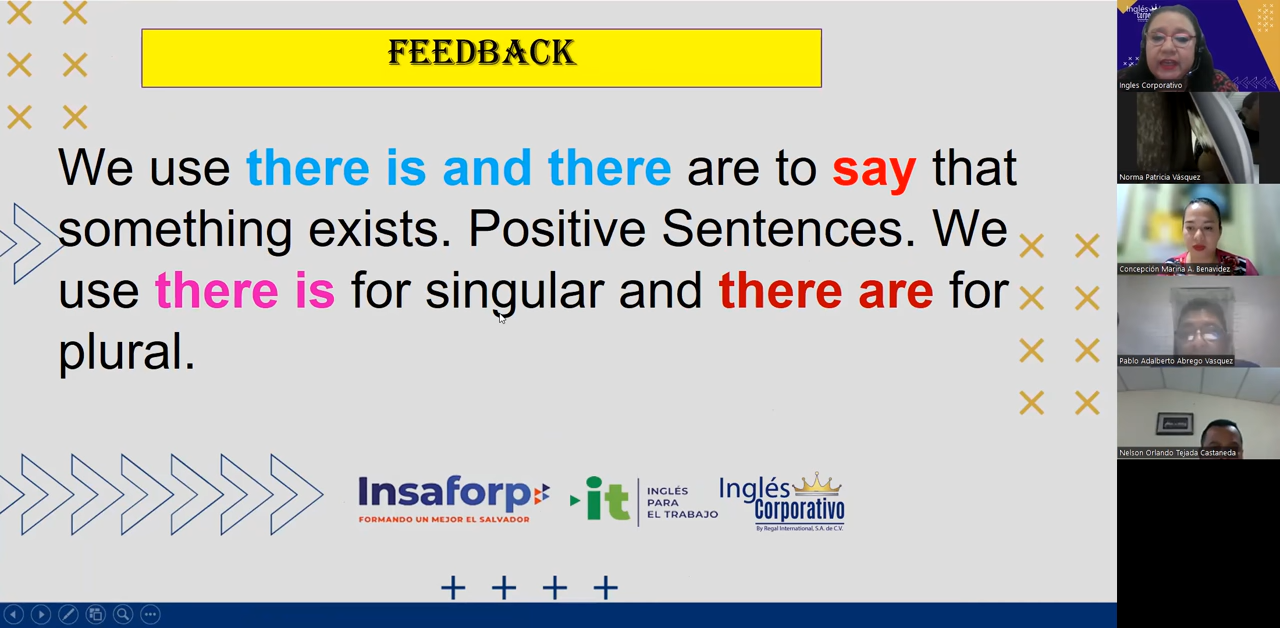 FEEDBACK
We use there is and there are to say that
something exists. Positive Sentences. We
use there is for singular and there are for
plural.
Insaforp
FORMANDO UN MEJOR EL SALVADOR
it
INGLÉS
PARA
EL TRABAJO
Inglés
Corporativo
By Regal International, S.A. de C.V.
Ingles Corporativo
Norma Patricia Vásquez
Concepción Marina A. Benavidez
Pablo Adalberto Abrego Vasquez
Nelson Orlando Tejada Castaneda